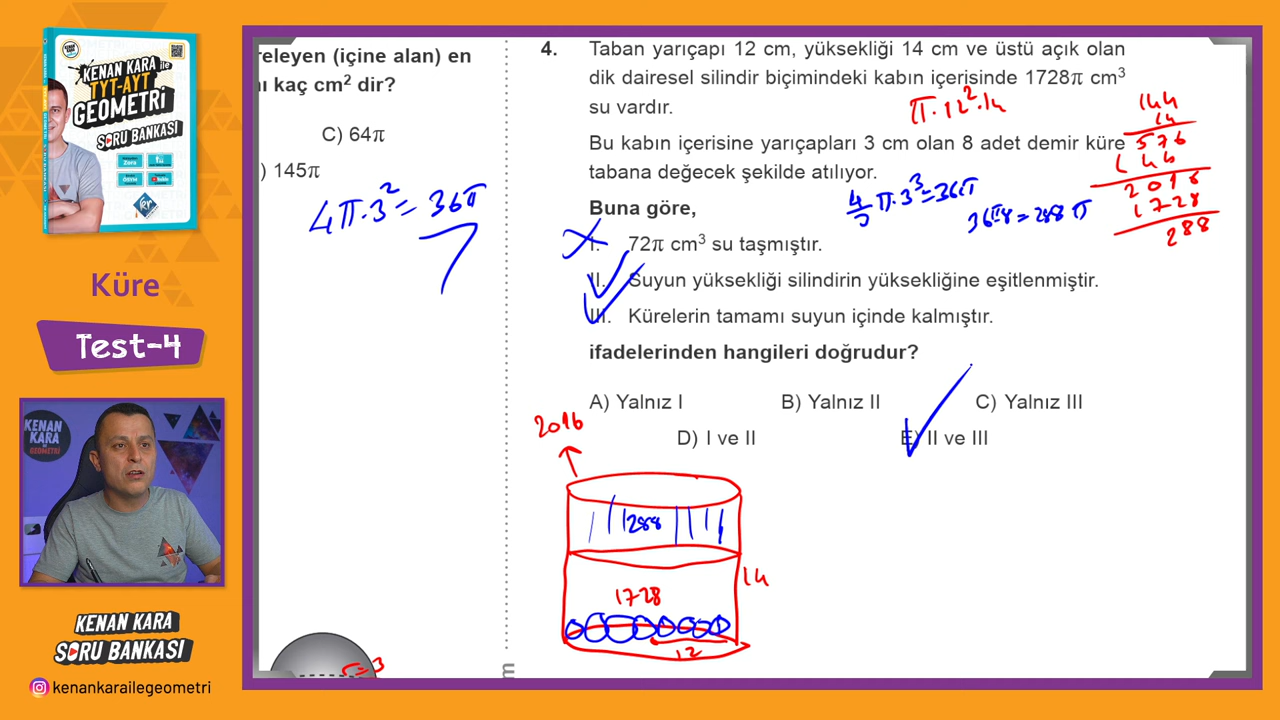 KENAN KARA ile
TYT-AYT
GEOMETRİ
SORU BANKASI
Küre
Test-4
KENAN
KARA
GEOMETRİ
KENAN KARA
SORU BANKASI
kenankarailegeometri
releyen (içine alan) en
ı kaç cm² dir?
C) 64π
) 145π
4π·3² = 36π
r=3
4. Taban yarıçapı 12 cm, yüksekliği 14 cm ve üstü açık olan
dik dairesel silindir biçimindeki kabın içerisinde 1728π cm³
su vardır.
π·12²·14
Bu kabın içerisine yarıçapları 3 cm olan 8 adet demir küre
tabana değecek şekilde atılıyor.
4/3 π·3³=36π
36π·8=288 π
144
14
576
144
2016
1728
288
Buna göre,
I. 72π cm³ su taşmıştır.
II. Suyun yüksekliği silindirin yüksekliğine eşitlenmiştir.
III. Kürelerin tamamı suyun içinde kalmıştır.
ifadelerinden hangileri doğrudur?
A) Yalnız I B) Yalnız II C) Yalnız III
D) I ve II E) II ve III
2016
288
14
1728
12